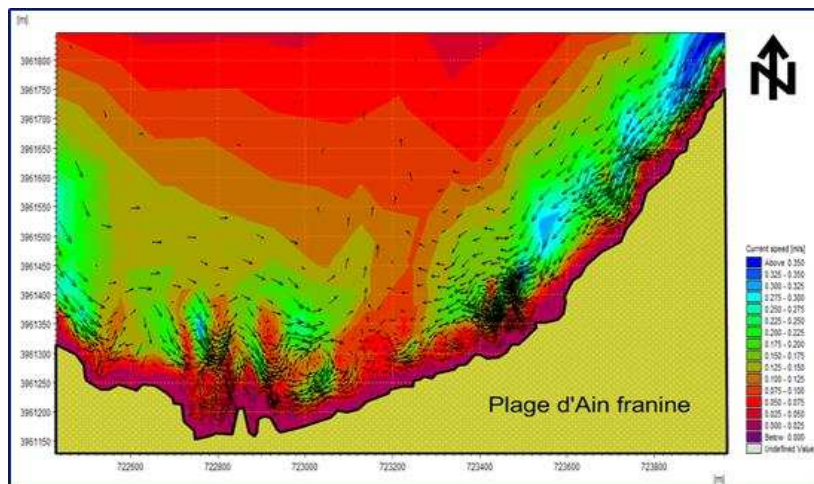 [m]
3961800
3961750
3961700
3961650
3961600
3961550
3961500
3961450
3961400
3961350
3961300
3961250
3961200
3961150
722600
722800
723000
723200
723400
723600
723800
[m]
N
Plage d'Ain franine
Current speed [m/s]
Above 0.350
0.325 - 0.350
0.300 - 0.325
0.275 - 0.300
0.250 - 0.275
0.225 - 0.250
0.200 - 0.225
0.175 - 0.200
0.150 - 0.175
0.125 - 0.150
0.100 - 0.125
0.075 - 0.100
0.050 - 0.075
0.025 - 0.050
0.000 - 0.025
Below 0.000
Undefined Value